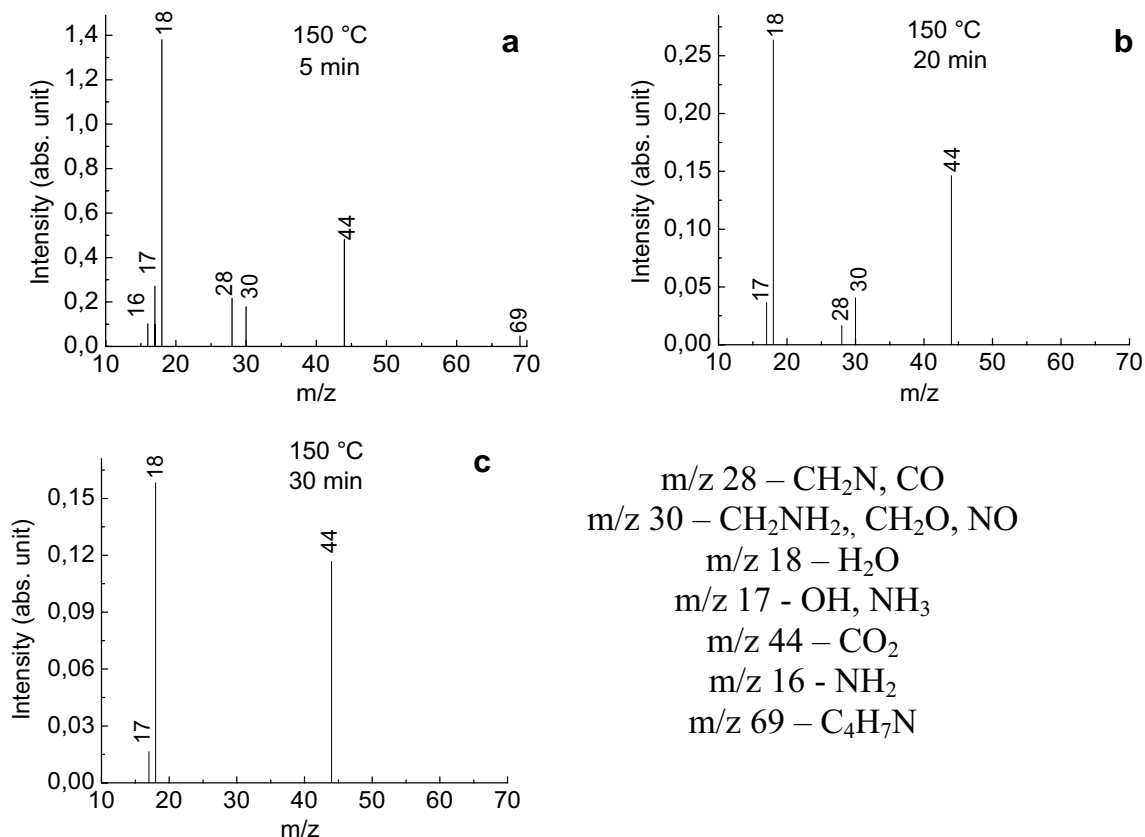 150 °C
5 min
a
Intensity (abs. unit)
1,4
1,2
1,0
0,8
0,6
0,4
0,2
0,0
16
17
18
28
30
44
69
10 20 30 40 50 60 70
m/z
150 °C
20 min
b
Intensity (abs. unit)
0,25
0,20
0,15
0,10
0,05
0,00
17
18
28
30
44
10 20 30 40 50 60 70
m/z
150 °C
30 min
c
Intensity (abs. unit)
0,15
0,12
0,09
0,06
0,03
0,00
17
18
44
10 20 30 40 50 60 70
m/z
m/z 28 – CH₂N, CO
m/z 30 – CH₂NH₂,, CH₂O, NO
m/z 18 – H₂O
m/z 17 - OH, NH₃
m/z 44 – CO₂
m/z 16 - NH₂
m/z 69 – C₄H₇N